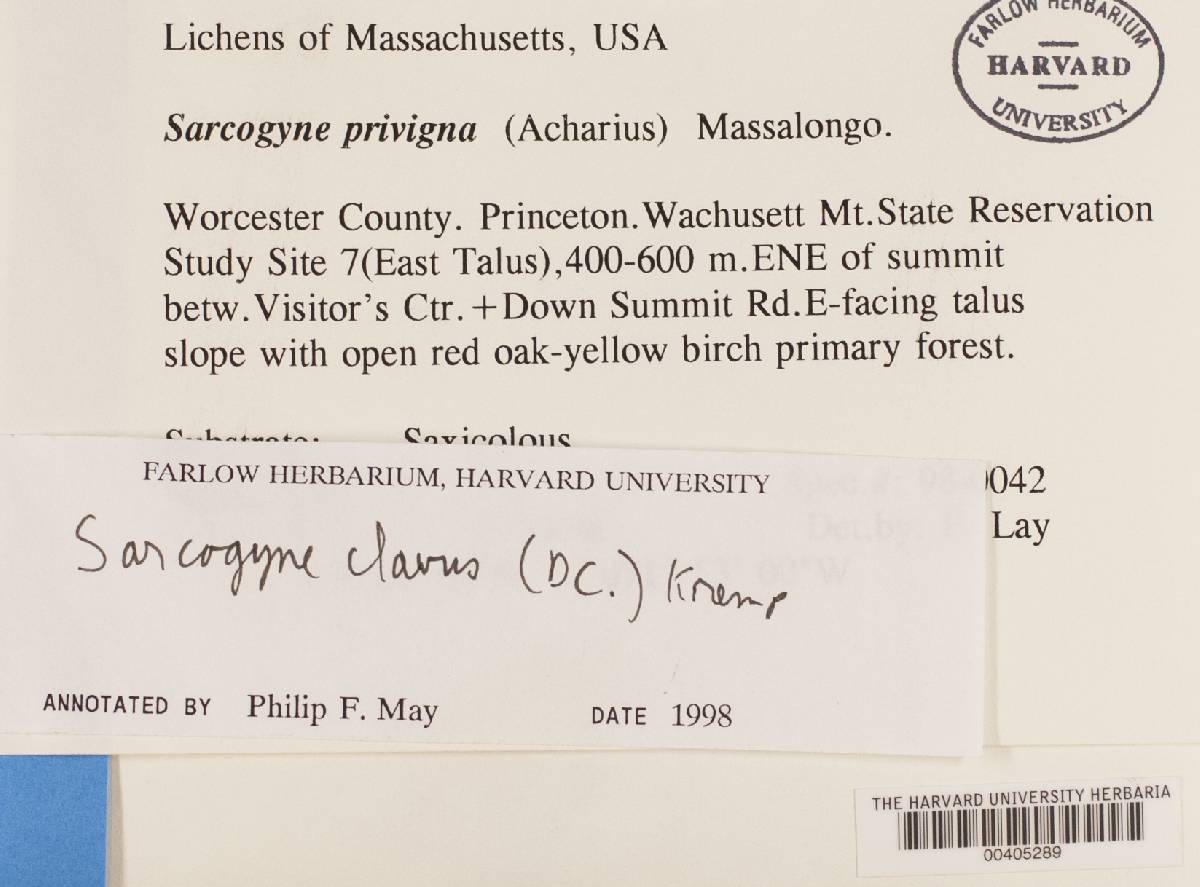 Lichens of Massachusetts, USA
FARLOW HERBARIUM
HARVARD
UNIVERSITY
Sarcogyne privigna (Acharius) Massalongo.
Worcester County. Princeton.Wachusett Mt.State Reservation
Study Site 7(East Talus),400-600 m.ENE of summit
betw.Visitor's Ctr.+Down Summit Rd.E-facing talus
slope with open red oak-yellow birch primary forest.
Substrate: Saxicolous
042
Lay
FARLOW HERBARIUM, HARVARD UNIVERSITY
Sarcogyne clavus (DC.) Kremp
ANNOTATED BY Philip F. May DATE 1998
THE HARVARD UNIVERSITY HERBARIA
00405289